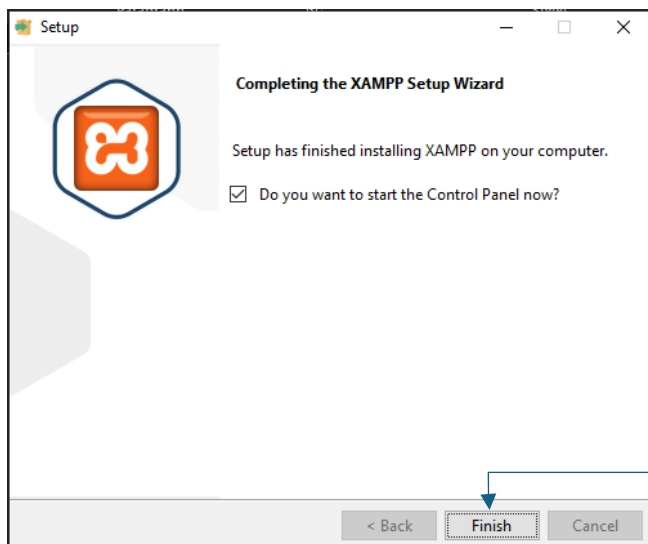 Setup
Completing the XAMPP Setup Wizard
Setup has finished installing XAMPP on your computer.
Do you want to start the Control Panel now?
< Back
Finish
Cancel